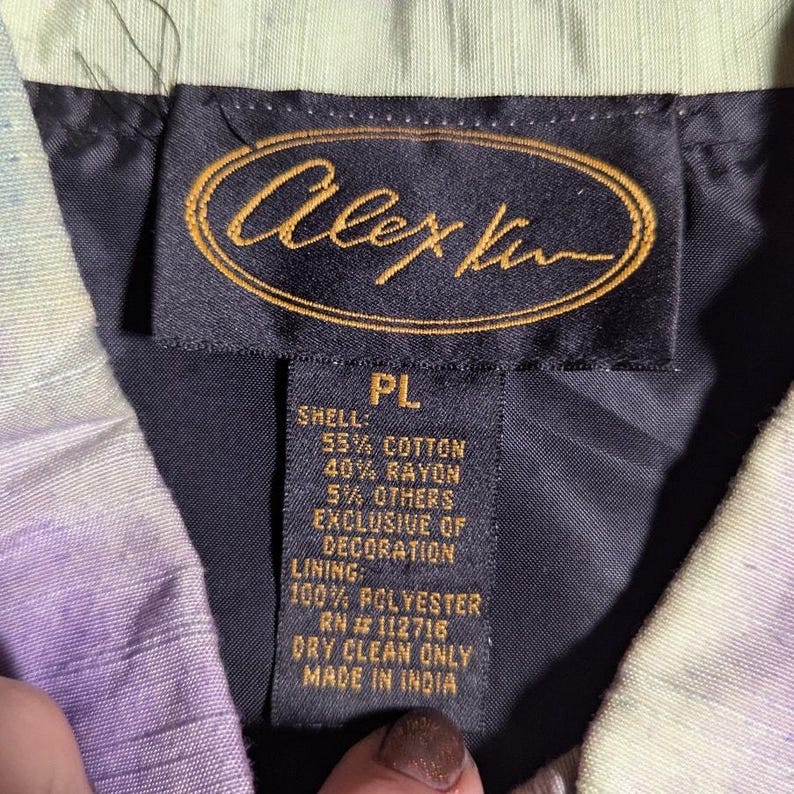 Alex Kim
PL
SHELL:
55% COTTON
40% RAYON
5% OTHERS
EXCLUSIVE OF
DECORATION
LINING:
100% POLYESTER
RN # 112716
DRY CLEAN ONLY
MADE IN INDIA